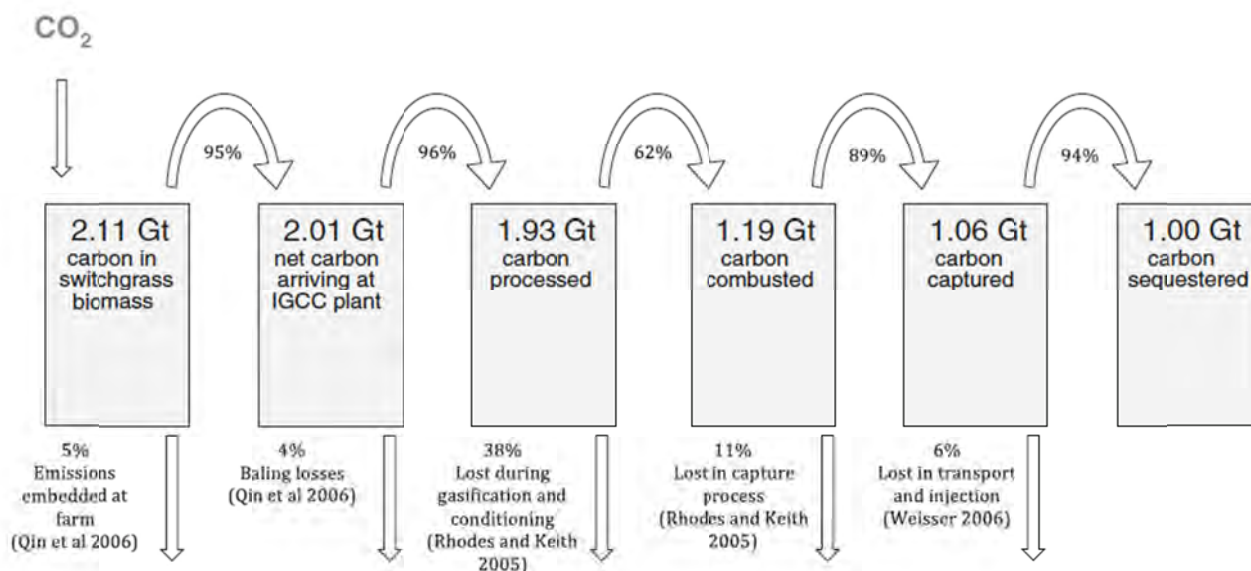 CO2
95%
96%
62%
89%
94%
2.11 Gt
carbon in
switchgrass
biomass
2.01 Gt
net carbon
arriving at
IGCC plant
1.93 Gt
carbon
processed
1.19 Gt
carbon
combusted
1.06 Gt
carbon
captured
1.00 Gt
carbon
sequestered
5%
Emissions
embedded at
farm
(Qin et al 2006)
4%
Baling losses
(Qin et al 2006)
38%
Lost during
gasification and
conditioning
(Rhodes and Keith
2005)
11%
Lost in capture
process
(Rhodes and Keith
2005)
6%
Lost in transport
and injection
(Weisser 2006)